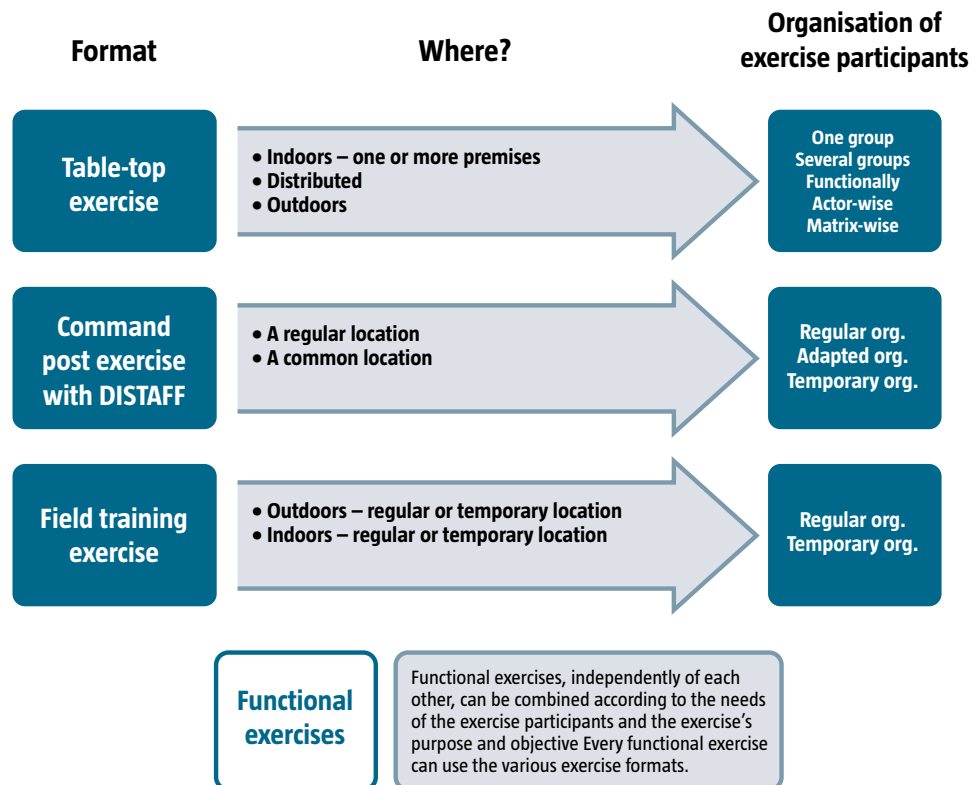 Format
Where?
Organisation of
exercise participants
Table-top
exercise
• Indoors – one or more premises
• Distributed
• Outdoors
One group
Several groups
Functionally
Actor-wise
Matrix-wise
Command
post exercise
with DISTAFF
• A regular location
• A common location
Regular org.
Adapted org.
Temporary org.
Field training
exercise
• Outdoors – regular or temporary location
• Indoors – regular or temporary location
Regular org.
Temporary org.
Functional
exercises
Functional exercises, independently of each
other, can be combined according to the needs
of the exercise participants and the exercise’s
purpose and objective Every functional exercise
can use the various exercise formats.